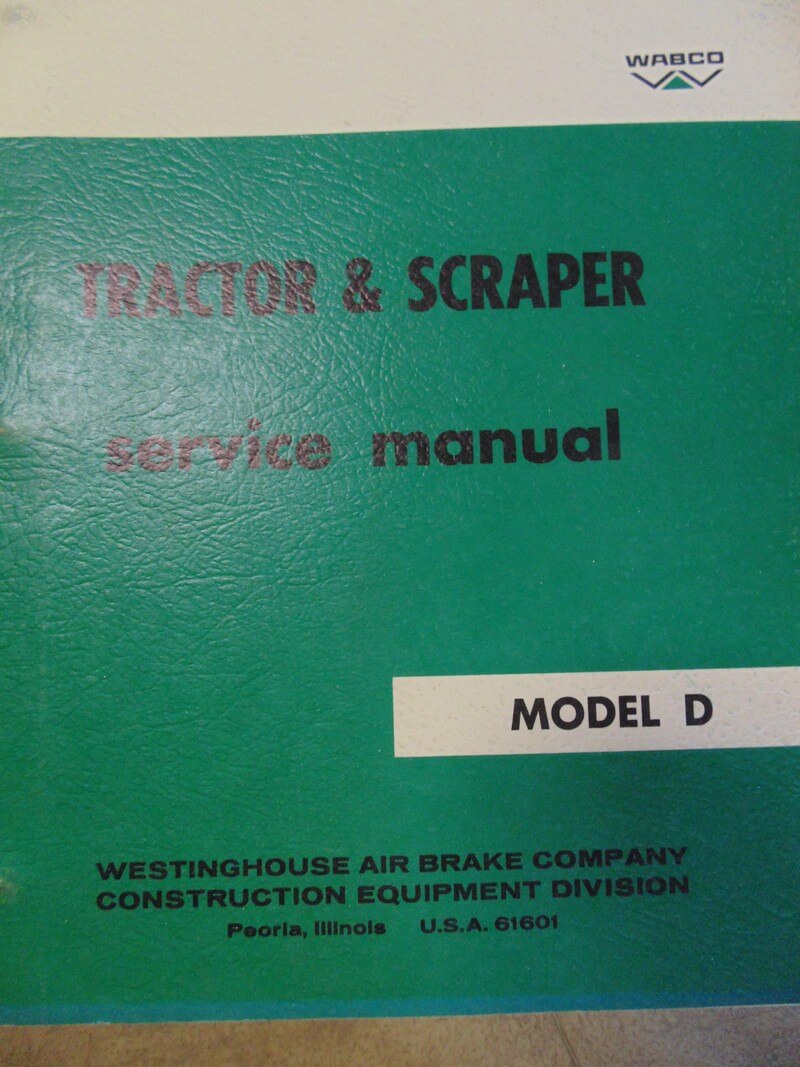 WABCO
TRACTOR & SCRAPER
service manual
MODEL D
WESTINGHOUSE AIR BRAKE COMPANY
CONSTRUCTION EQUIPMENT DIVISION
Peoria, Illinois U.S.A. 61601